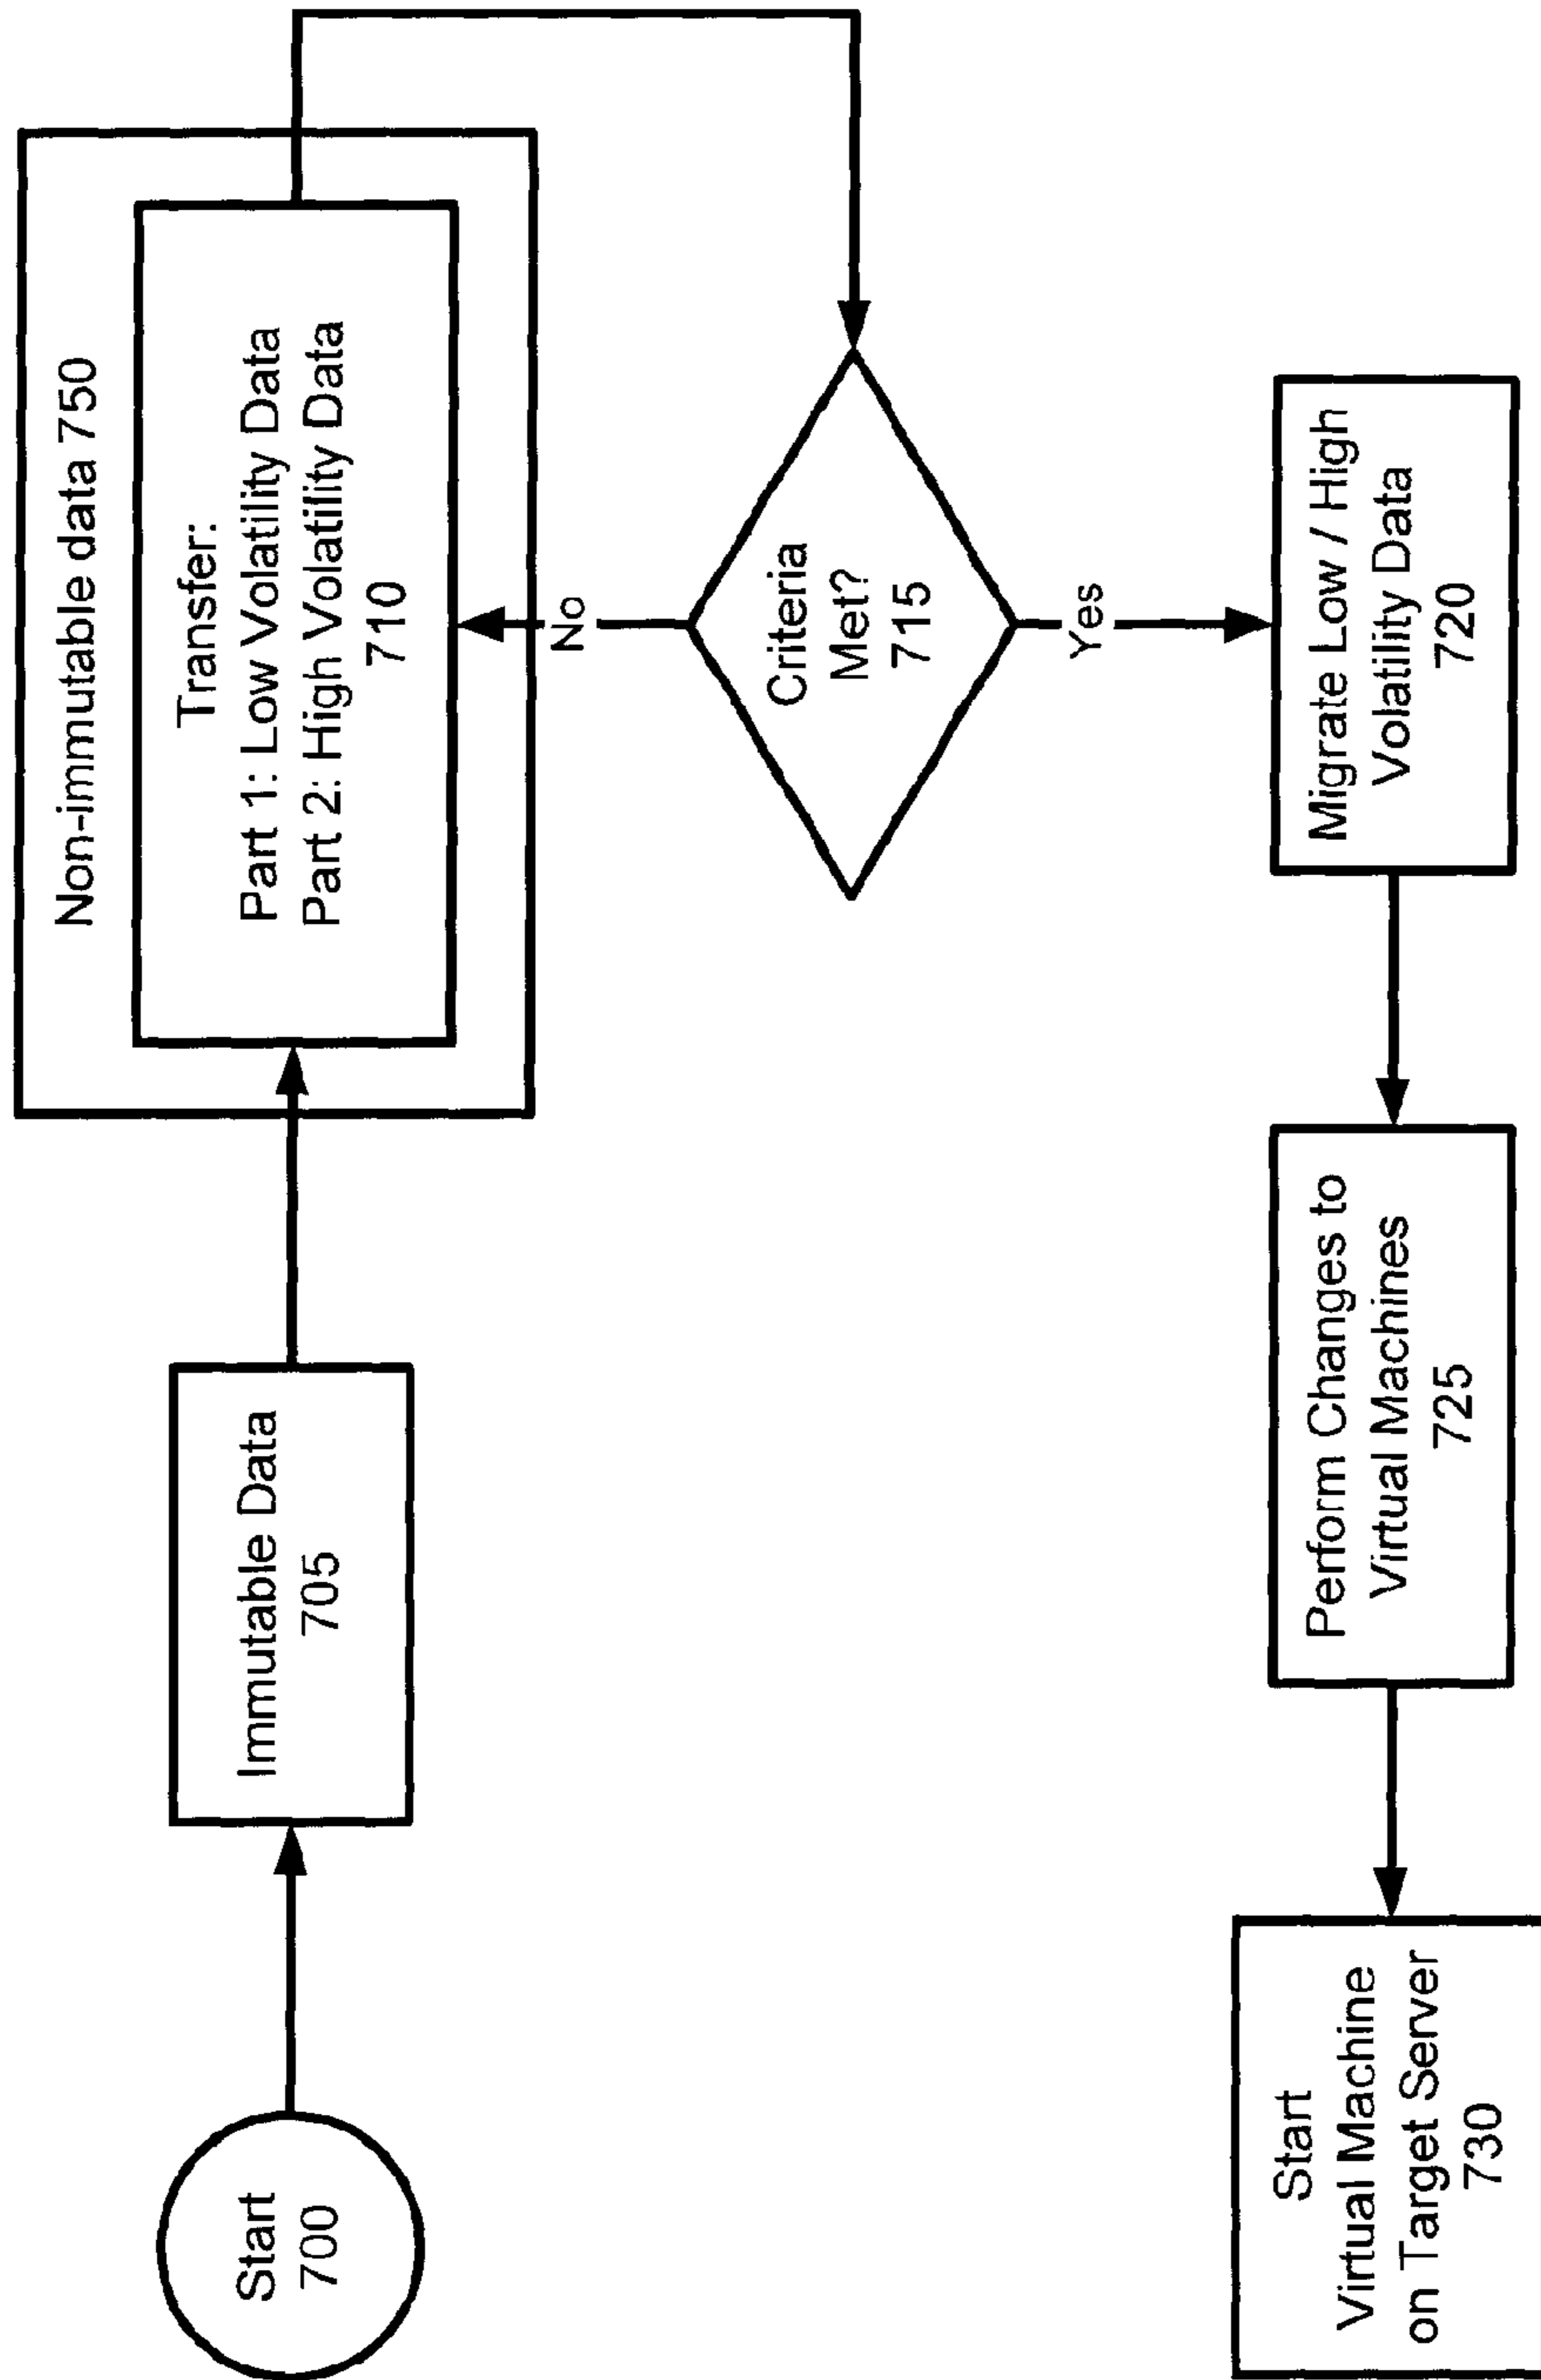 Start
700
Immutable Data
705
Non-immutable data 750
Transfer:
Part 1: Low Volatility Data
Part 2: High Volatility Data
710
No
Criteria
Met?
715
Yes
Migrate Low / High
Volatility Data
720
Perform Changes to
Virtual Machines
725
Start
Virtual Machine
on Target Server
730